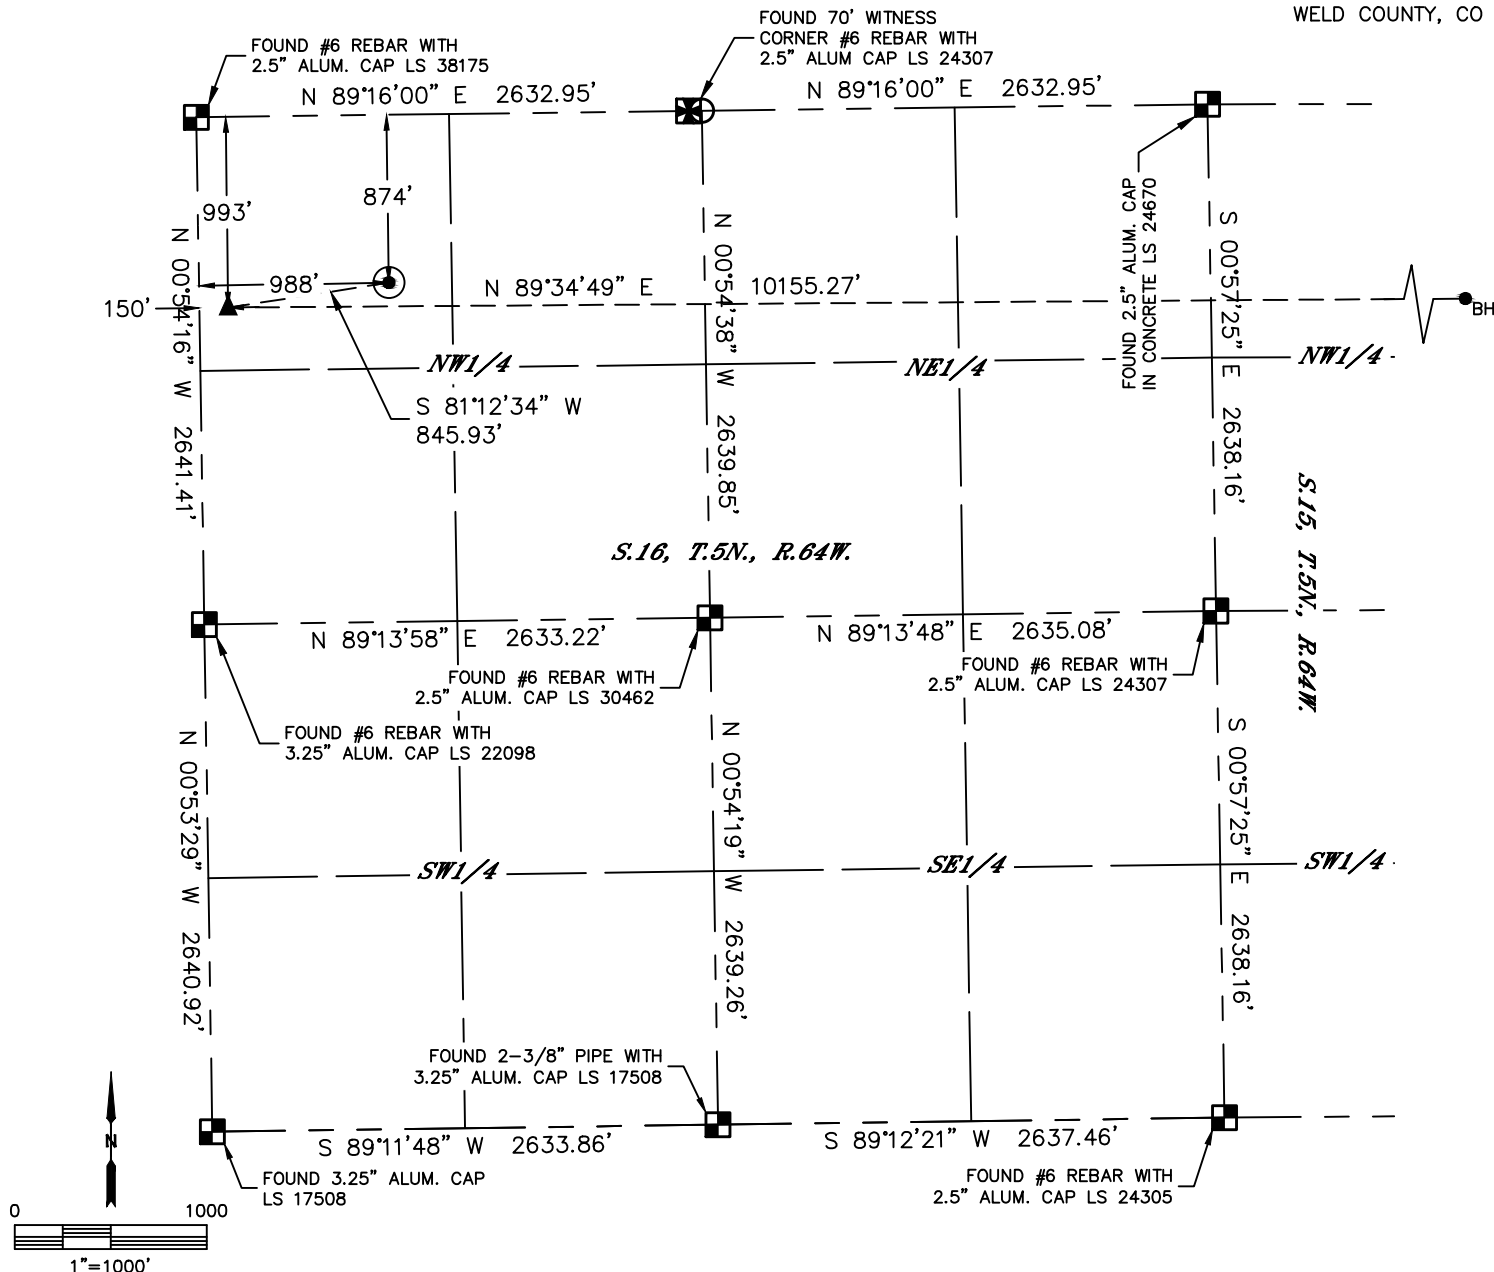 WELD COUNTY, CO
FOUND 70' WITNESS
CORNER #6 REBAR WITH
2.5" ALUM CAP LS 24307
FOUND #6 REBAR WITH
2.5" ALUM. CAP LS 38175
N 89°16'00" E 2632.95'
N 89°16'00" E 2632.95'
FOUND 2.5" ALUM. CAP
IN CONCRETE LS 24670
874'
993'
988'
150'
N 89°34'49" E 10155.27'
BH
N 00°54'16" W 2641.41'
N 00°54'38" W 2639.85'
S 00°57'25" E 2638.16'
NW1/4
NE1/4
NW1/4
S 81°12'34" W
845.93'
S.16, T.5N., R.64W.
S.15, T.5N., R.64W.
N 89°13'58" E 2633.22'
N 89°13'48" E 2635.08'
FOUND #6 REBAR WITH
2.5" ALUM. CAP LS 30462
FOUND #6 REBAR WITH
2.5" ALUM. CAP LS 24307
FOUND #6 REBAR WITH
3.25" ALUM. CAP LS 22098
N 00°53'29" W 2640.92'
N 00°54'19" W 2639.26'
S 00°57'25" E 2638.16'
SW1/4
SE1/4
SW1/4
FOUND 2-3/8" PIPE WITH
3.25" ALUM. CAP LS 17508
S 89°11'48" W 2633.86'
S 89°12'21" W 2637.46'
FOUND 3.25" ALUM. CAP
LS 17508
FOUND #6 REBAR WITH
2.5" ALUM. CAP LS 24305
N
0 1000
1"=1000'